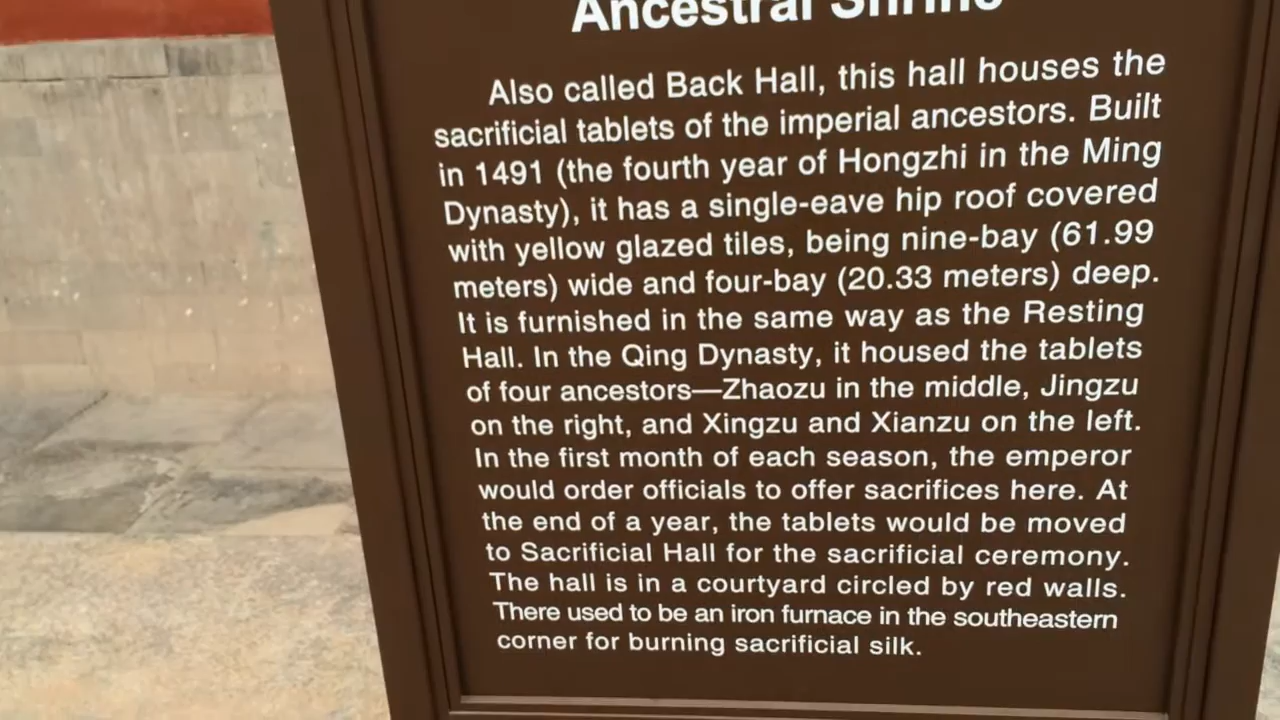 Ancestral Shrine
Also called Back Hall, this hall houses the
sacrificial tablets of the imperial ancestors. Built
in 1491 (the fourth year of Hongzhi in the Ming
Dynasty), it has a single-eave hip roof covered
with yellow glazed tiles, being nine-bay (61.99
meters) wide and four-bay (20.33 meters) deep.
It is furnished in the same way as the Resting
Hall. In the Qing Dynasty, it housed the tablets
of four ancestors—Zhaozu in the middle, Jingzu
on the right, and Xingzu and Xianzu on the left.
In the first month of each season, the emperor
would order officials to offer sacrifices here. At
the end of a year, the tablets would be moved
to Sacrificial Hall for the sacrificial ceremony.
The hall is in a courtyard circled by red walls.
There used to be an iron furnace in the southeastern
corner for burning sacrificial silk.